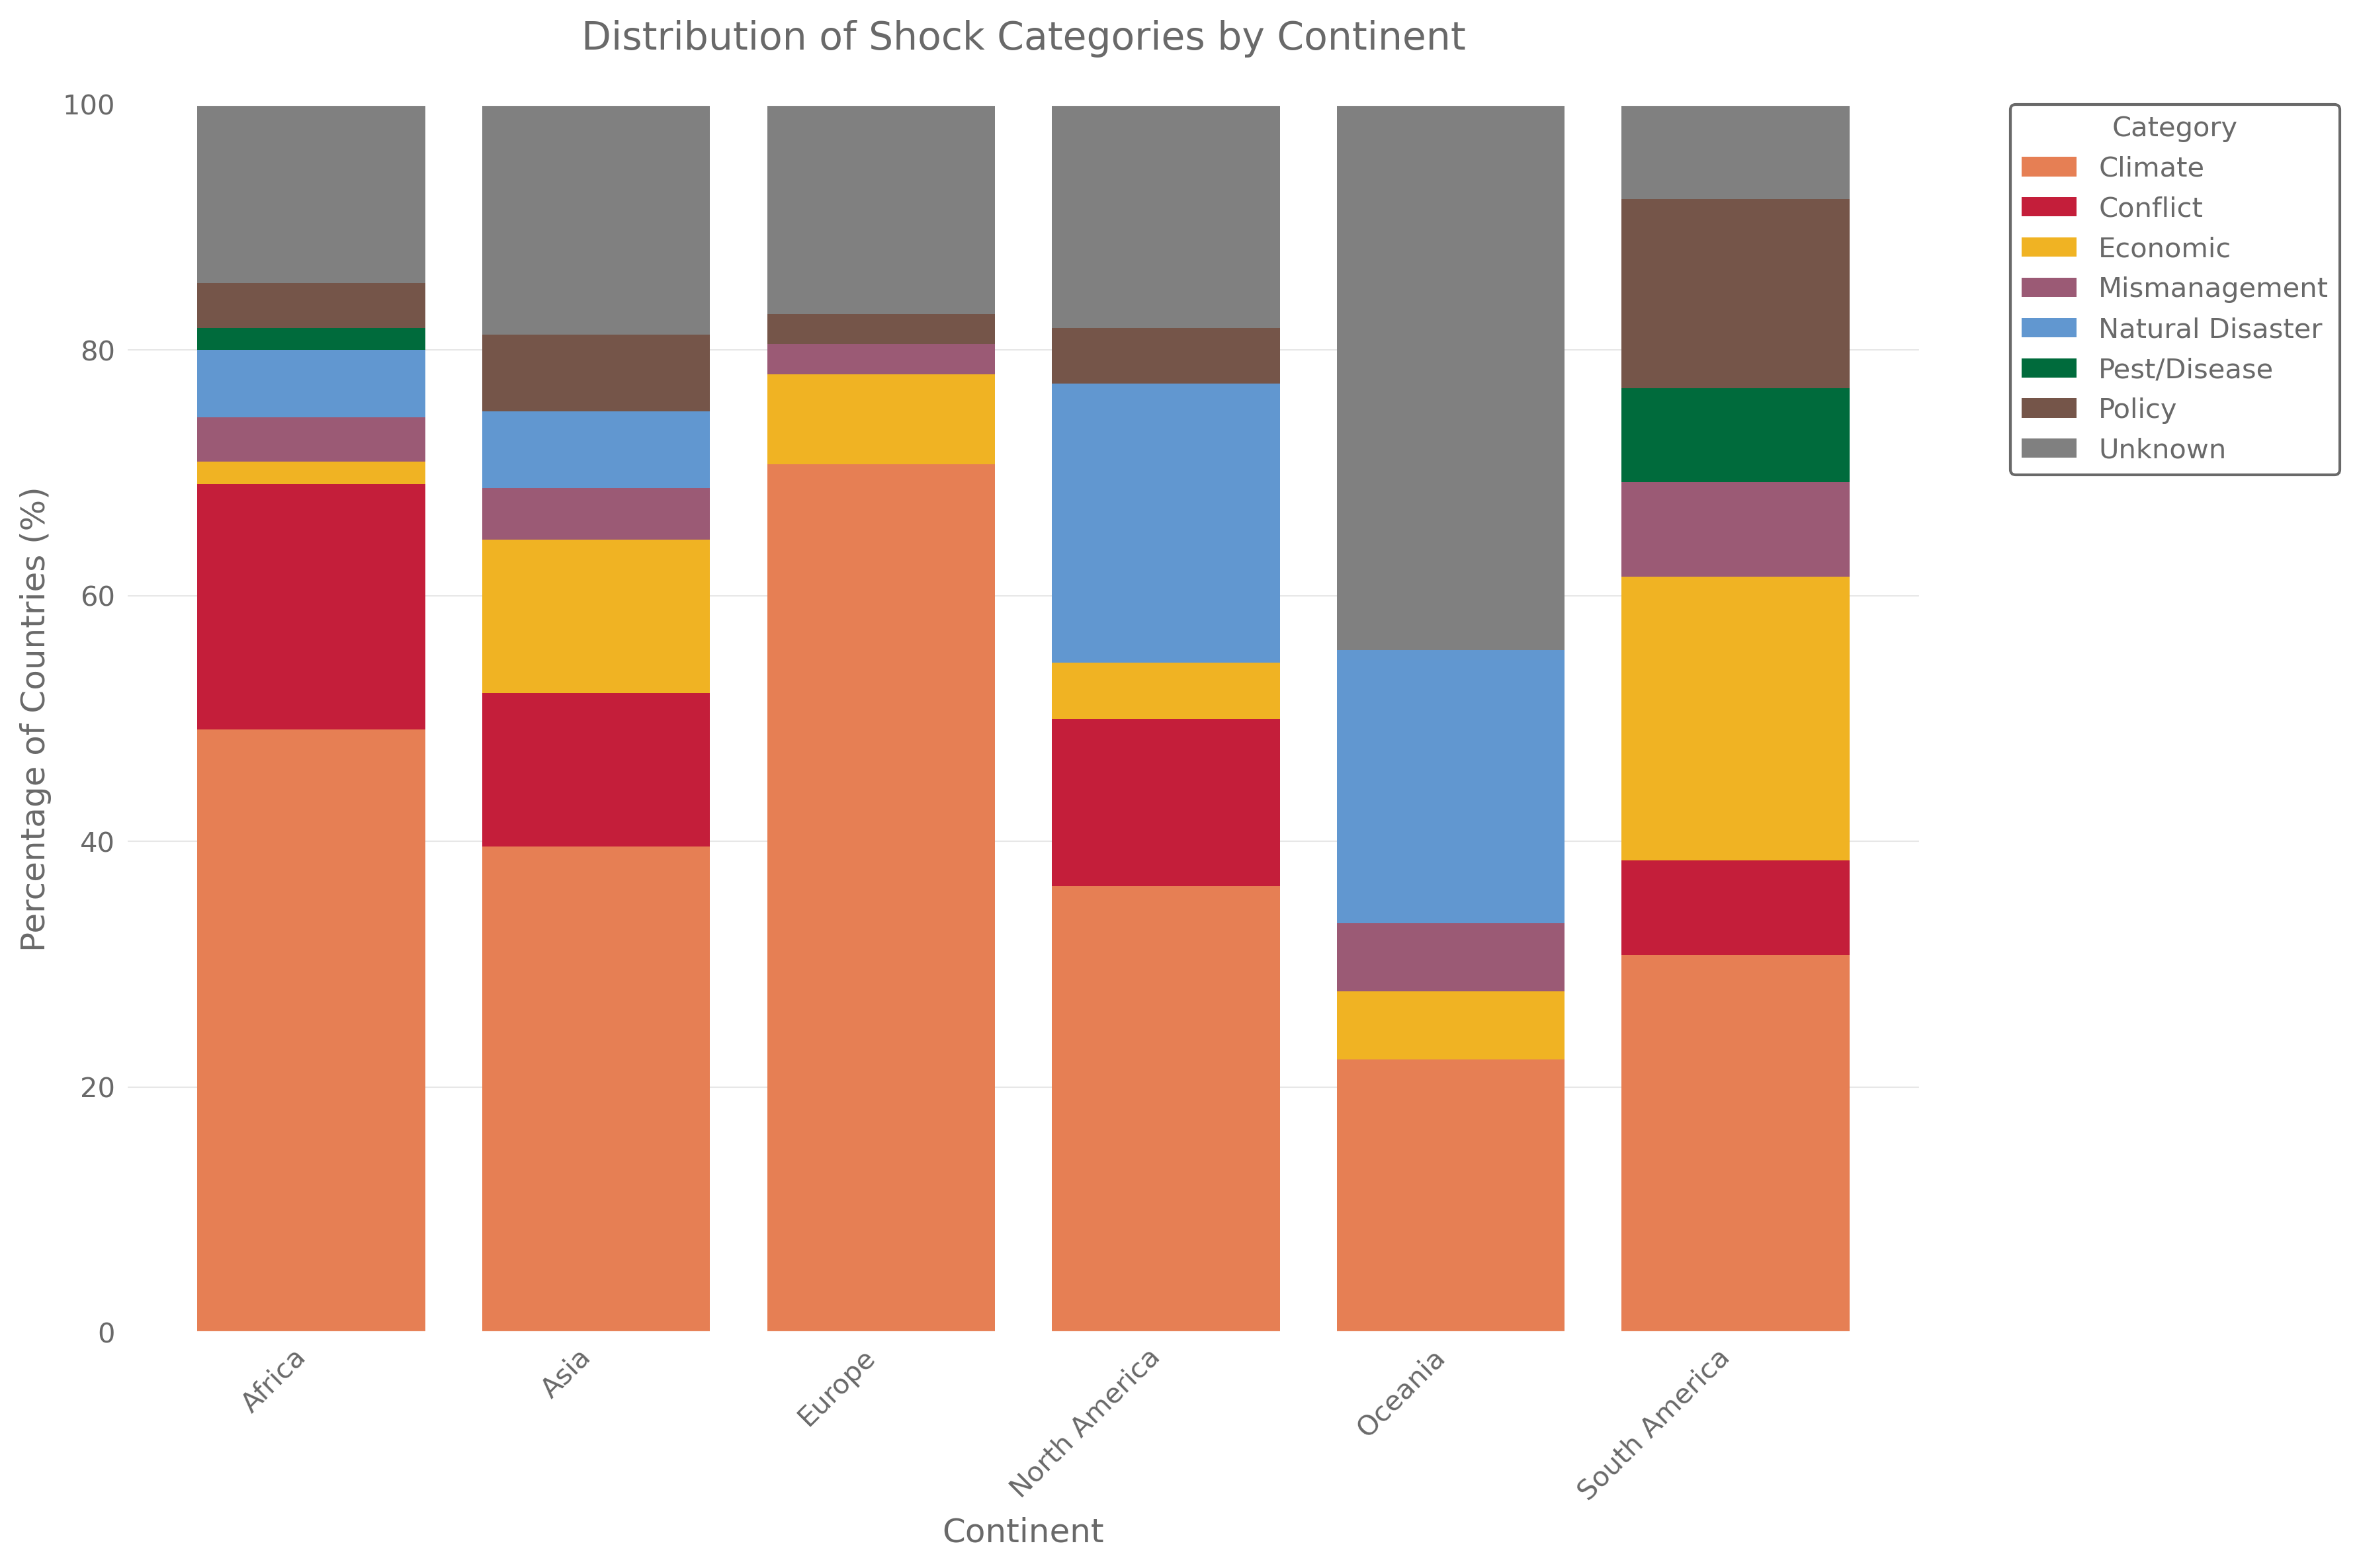 Distribution of Shock Categories by Continent
Percentage of Countries (%)
100
80
60
40
20
0
Africa
Asia
Europe
North America
Oceania
South America
Continent
Category
Climate
Conflict
Economic
Mismanagement
Natural Disaster
Pest/Disease
Policy
Unknown